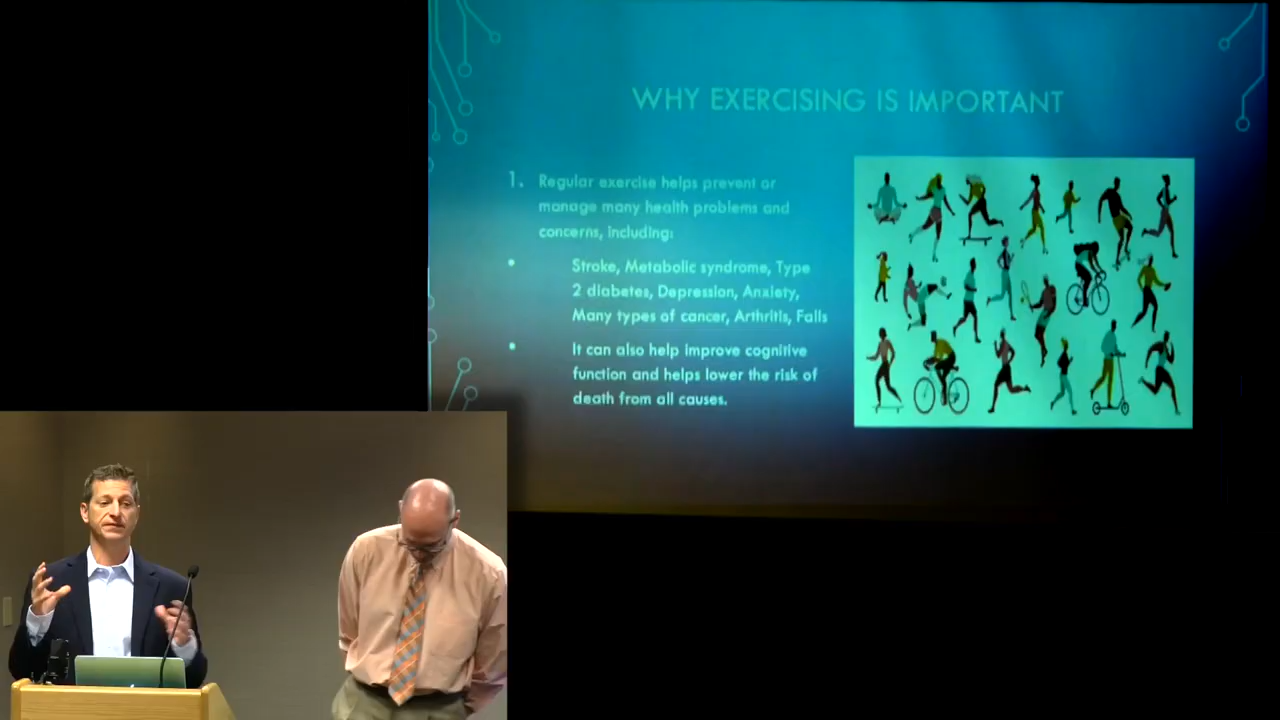 WHY EXERCISING IS IMPORTANT
1. Regular exercise helps prevent or
manage many health problems and
concerns, including:
• Stroke, Metabolic syndrome, Type
2 diabetes, Depression, Anxiety,
Many types of cancer, Arthritis, Falls
• It can also help improve cognitive
function and helps lower the risk of
death from all causes.